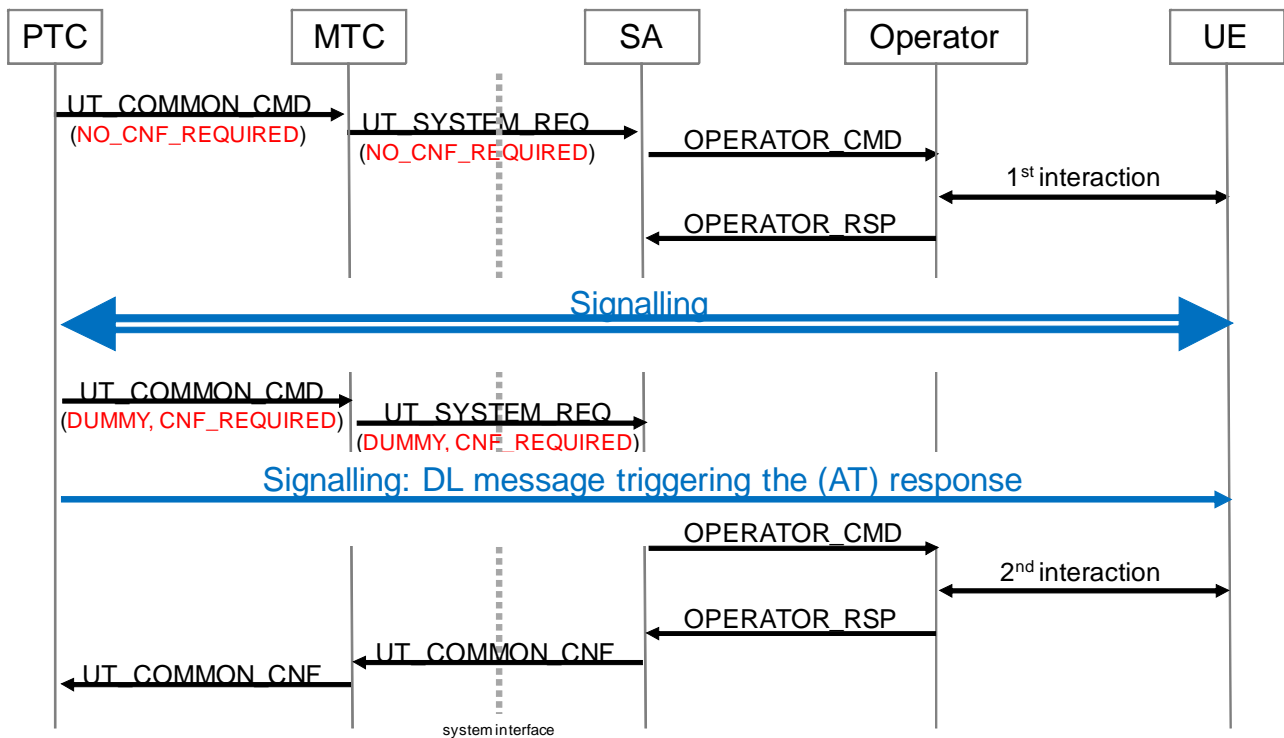 PTC MTC SA Operator UE
UT_COMMON_CMD
(NO_CNF_REQUIRED)
UT_SYSTEM_REQ
(NO_CNF_REQUIRED)
OPERATOR_CMD
1st interaction
OPERATOR_RSP
Signalling
UT_COMMON_CMD
(DUMMY, CNF_REQUIRED)
UT_SYSTEM_REQ
(DUMMY, CNF_REQUIRED)
Signalling: DL message triggering the (AT) response
OPERATOR_CMD
2nd interaction
OPERATOR_RSP
UT_COMMON_CNF
UT_COMMON_CNF
system interface